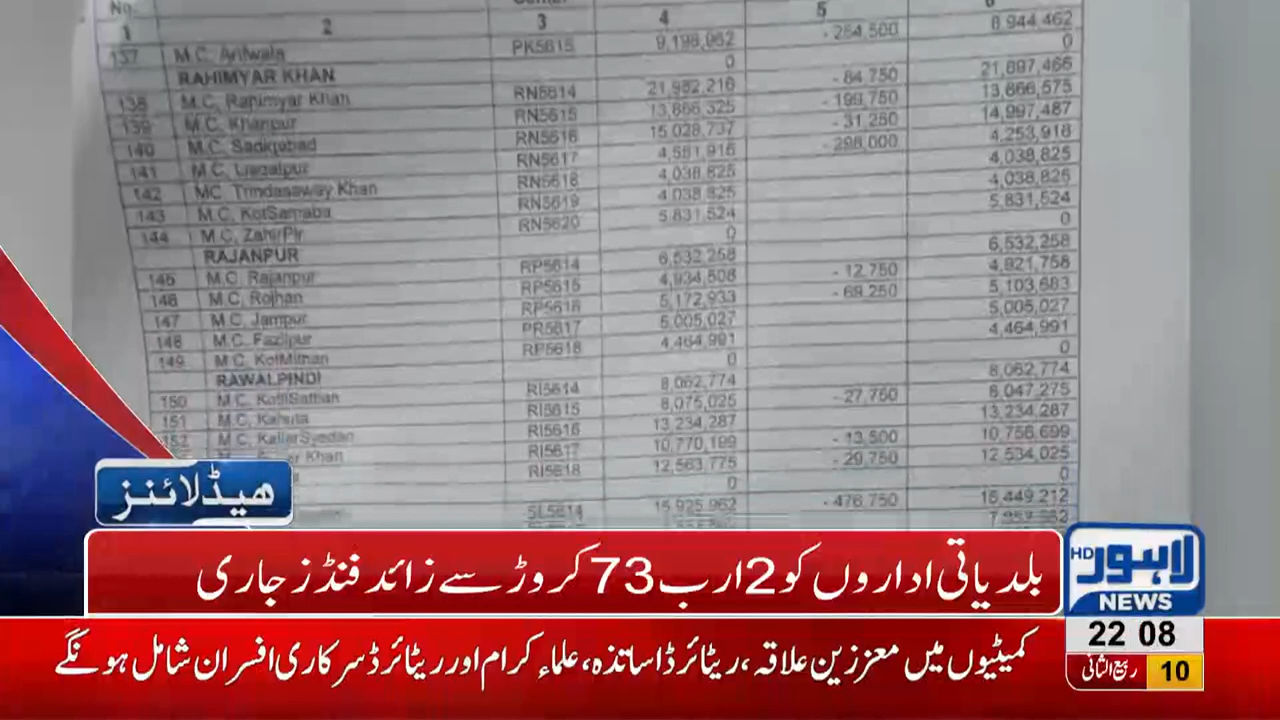 No.
1 2 3 4 5 6
137 M.C, Arifwala PK5615 9,198,962 - 254,500 8,944,462
RAHIMYAR KHAN 0 0
138 M.C, Rahimyar Khan RN5614 21,982,216 - 84,750 21,897,466
139 M.C, Khanpur RN5615 13,866,325 - 199,750 13,666,575
140 M.C, Sadiqabad RN5616 15,028,737 - 31,250 14,997,487
141 M.C, Liaqatpur RN5617 4,551,918 - 298,000 4,253,918
142 MC, Trindasaway Khan RN5618 4,038,825 4,038,825
143 M.C, KotSamaba RN5619 4,038,825 4,038,825
144 M.C, ZahirPir RN5620 5,831,524 5,831,524
RAJANPUR 0 0
145 M.C, Rajanpur RP5614 6,532,258 6,532,258
146 M.C, Rojhan RP5615 4,934,508 - 12,750 4,921,758
147 M.C, Jampur RP5616 5,172,933 - 69,250 5,103,683
148 M.C, Fazilpur PR5617 5,005,027 5,005,027
149 M.C, KotMithan RP5618 4,464,991 4,464,991
RAWALPINDI 0 0
150 M.C, KotliSattian RI5614 8,062,774 8,062,774
151 M.C, Kahuta RI5615 8,075,025 - 27,750 8,047,275
152 M.C, KallerSyedan RI5616 13,234,287 13,234,287
Khan RI5617 10,770,199 - 13,500 10,756,699
RI5618 12,563,775 - 29,750 12,534,025
0 0
SL5614 15,925,962 - 476,750 15,449,212
ہیڈلائنز
بلدیاتی اداروں کو 2 ارب 73 کروڑ سے زائد فنڈز جاری
لاہور HD
NEWS
22 08
10 ربیع الثانی
کمیٹیوں میں معززین علاقہ، ریٹائرڈ اساتذہ، علماء کرام اور ریٹائرڈ سرکاری افسران شامل ہونگے